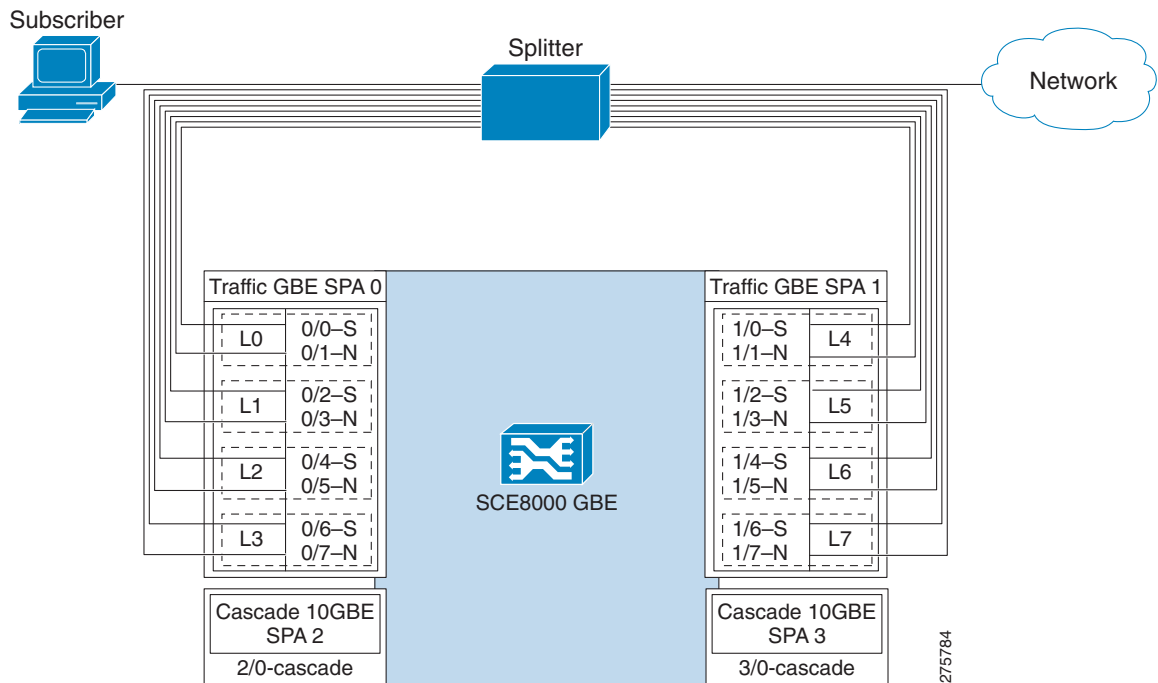 Subscriber
Splitter
Network
Traffic GBE SPA 0
L0
0/0–S
0/1–N
L1
0/2–S
0/3–N
L2
0/4–S
0/5–N
L3
0/6–S
0/7–N
Cascade 10GBE
SPA 2
2/0-cascade
SCE8000 GBE
Traffic GBE SPA 1
1/0–S
1/1–N
L4
1/2–S
1/3–N
L5
1/4–S
1/5–N
L6
1/6–S
1/7–N
L7
Cascade 10GBE
SPA 3
3/0-cascade
275784